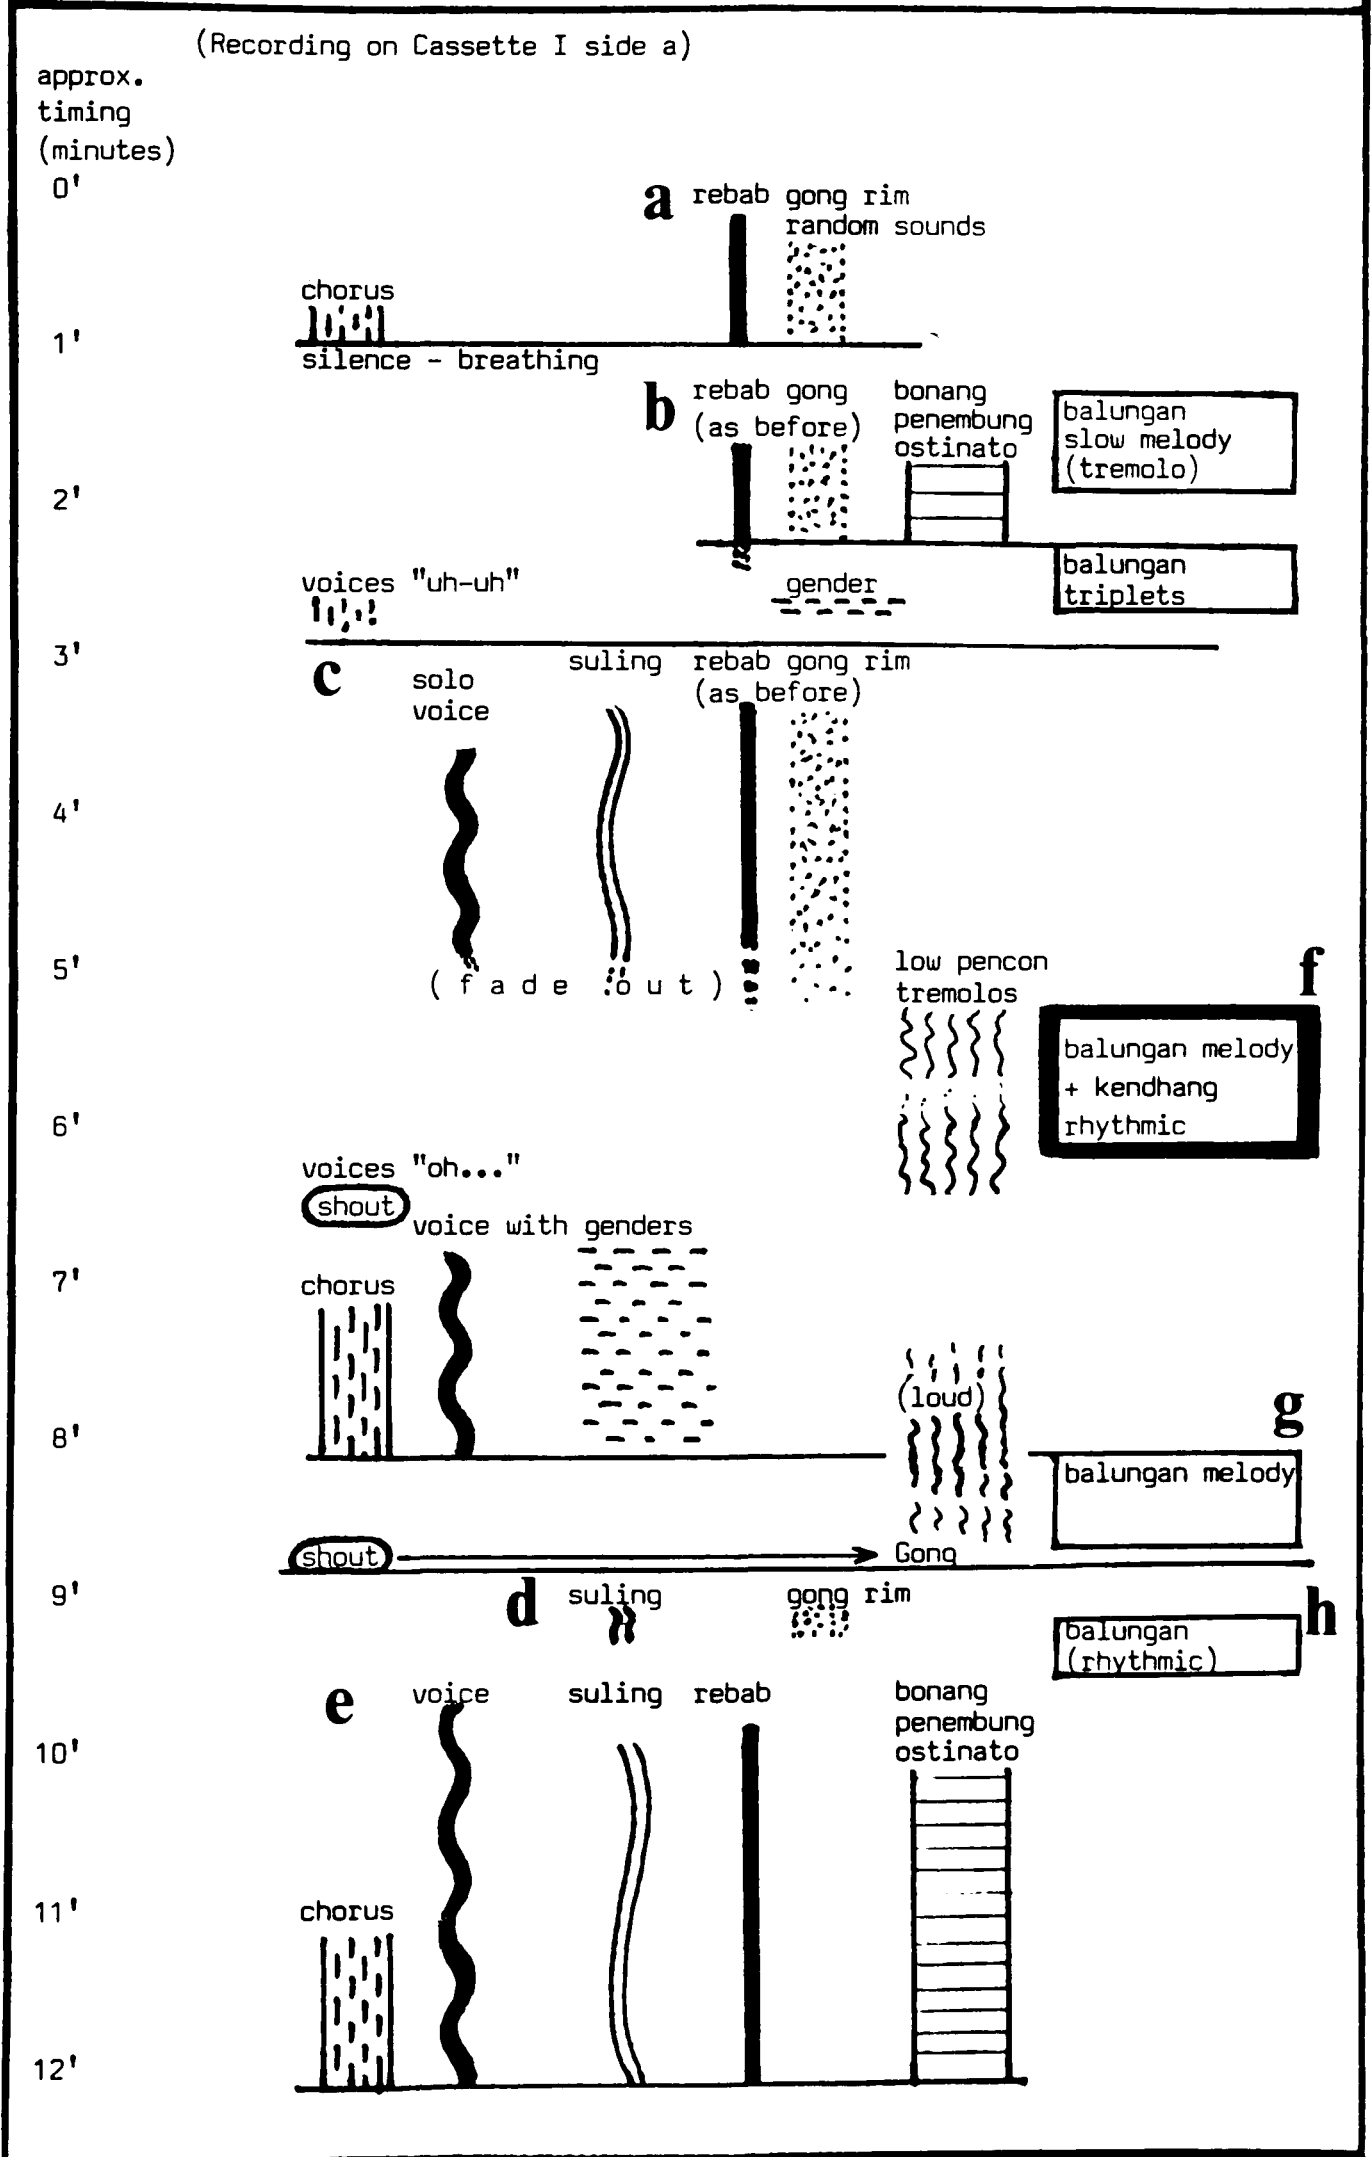 (Recording on Cassette I side a)
approx.
timing
(minutes)
0'
a rebab gong rim
random sounds
chorus
1'
silence - breathing
b rebab gong
(as before)
bonang
penembung
ostinato
balungan
slow melody
(tremolo)
2'
balungan
triplets
voices "uh-uh"
gender
3'
c
solo
voice
suling
rebab gong rim
(as before)
4'
5'
(fade out)
low pencon
tremolos
f
balungan melody
+ kendhang
rhythmic
6'
voices "oh..."
shout
voice with genders
7'
chorus
(loud)
g
8'
balungan melody
shout
Gong
9'
d suling
gong rim
h
balungan
(rhythmic)
e voice
suling
rebab
bonang
penembung
ostinato
10'
11'
chorus
12'